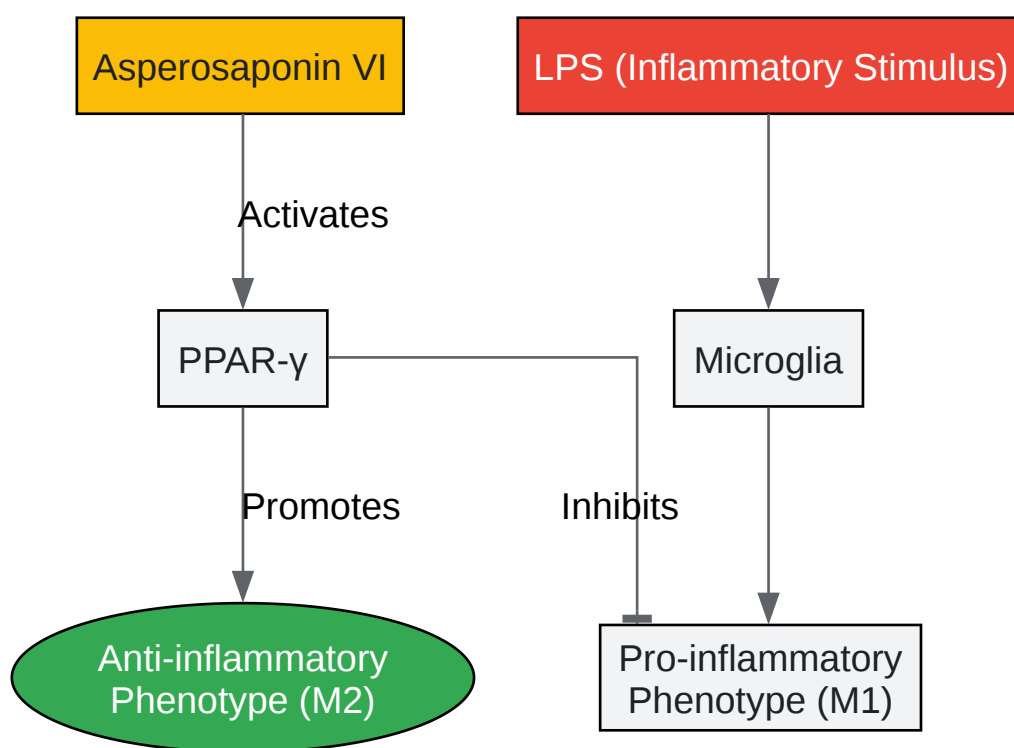 Asperosaponin VI
LPS (Inflammatory Stimulus)
Activates
PPAR-γ
Microglia
Promotes
Inhibits
Anti-inflammatory
Phenotype (M2)
Pro-inflammatory
Phenotype (M1)